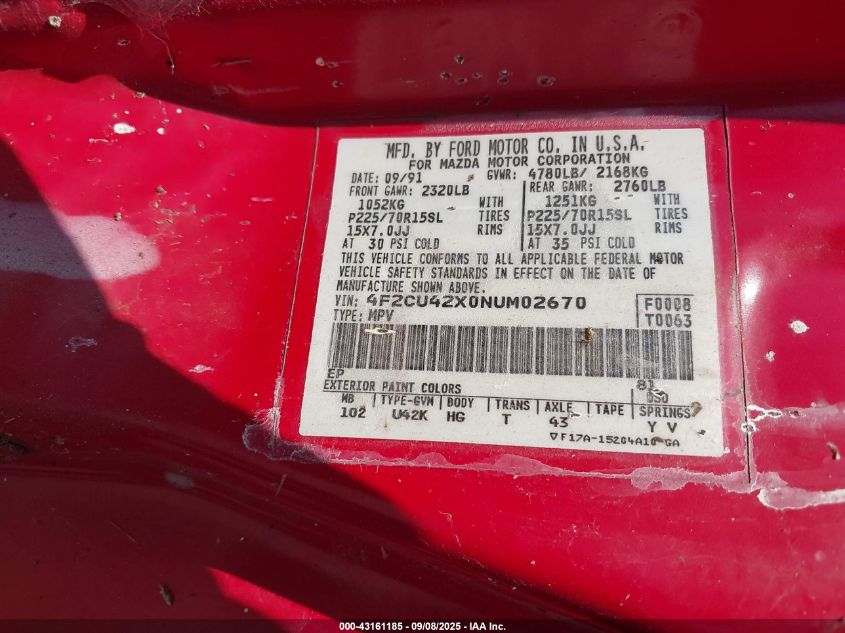 MFD. BY FORD MOTOR CO. IN U.S.A.
FOR MAZDA MOTOR CORPORATION
DATE: 09/91 GVWR: 4780LB/ 2168KG
FRONT GAWR: 2320LB REAR GAWR: 2760LB
1052KG WITH 1251KG WITH
P225/70R15SL TIRES P225/70R15SL TIRES
15X7.0JJ RIMS 15X7.0JJ RIMS
AT 30 PSI COLD AT 35 PSI COLD
THIS VEHICLE CONFORMS TO ALL APPLICABLE FEDERAL MOTOR
VEHICLE SAFETY STANDARDS IN EFFECT ON THE DATE OF
MANUFACTURE SHOWN ABOVE.
VIN: 4F2CU42X0NUM02670 F0008
TYPE: MPV T0063
EP 81
EXTERIOR PAINT COLORS DSO
MB TYPE-GVM BODY TRANS AXLE TAPE SPRINGS
102 U42K HG T 43 Y V
F17A-15204A10-GA
000-43161185 - 09/08/2025 - IAA Inc.